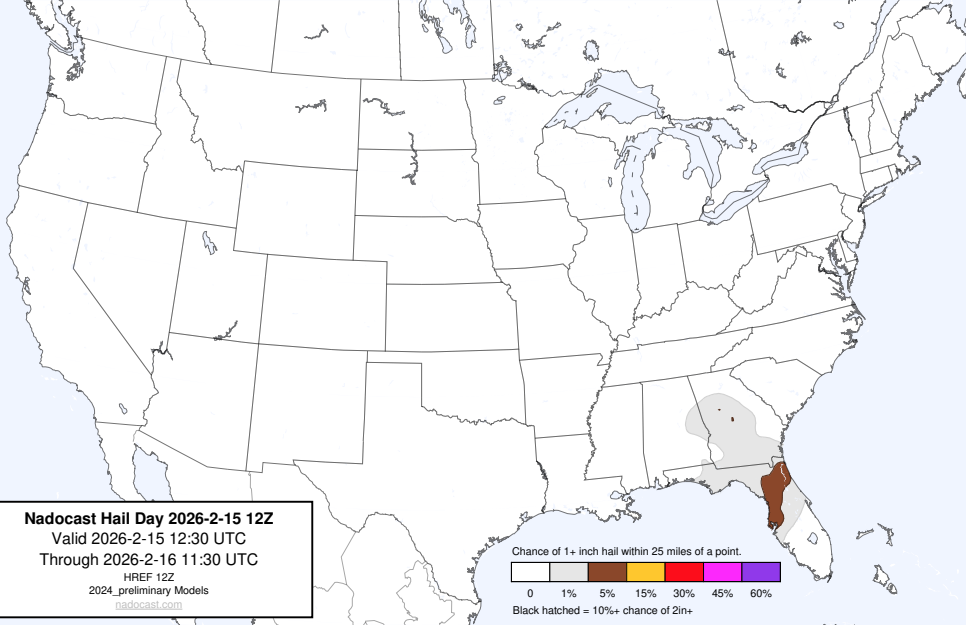 Nadocast Hail Day 2026-2-15 12Z
Valid 2026-2-15 12:30 UTC
Through 2026-2-16 11:30 UTC
HREF 12Z
2024_preliminary Models
nadocast.com
Chance of 1+ inch hail within 25 miles of a point.
0 1% 5% 15% 30% 45% 60%
Black hatched = 10%+ chance of 2in+